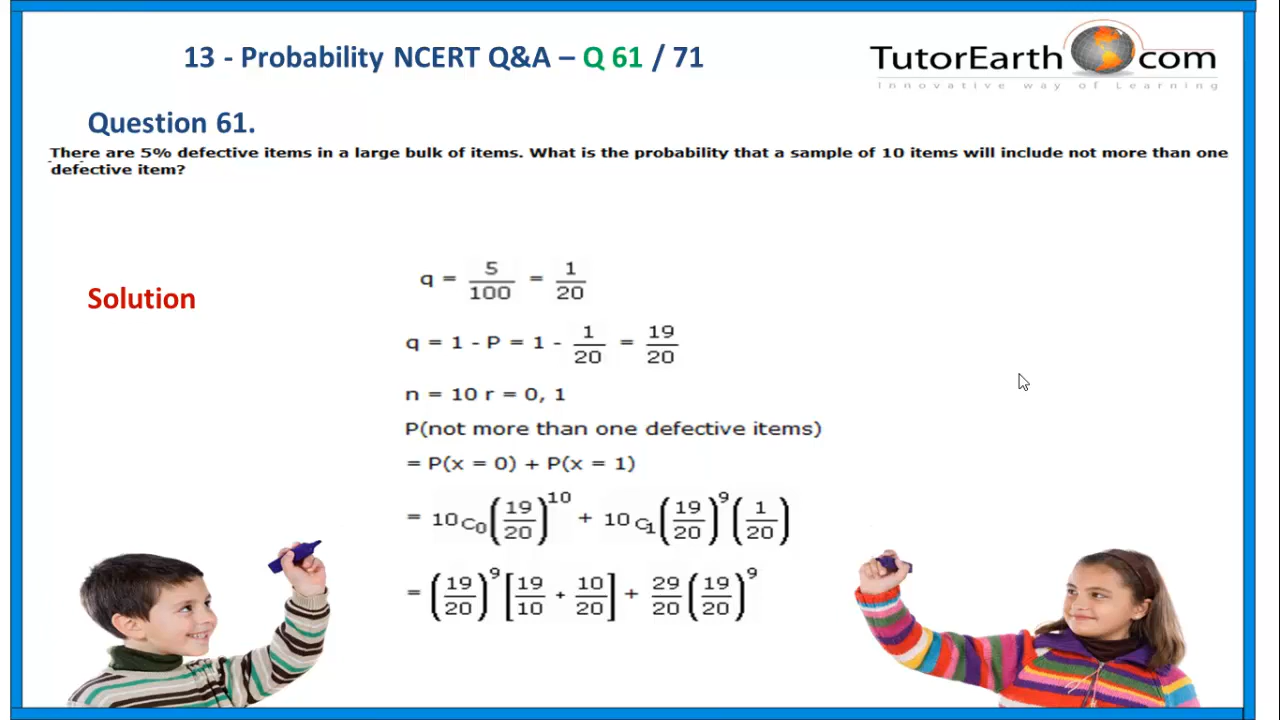 13 - Probability NCERT Q&A – Q 61 / 71
TutorEarth com
Innovative way of Learning
Question 61.
There are 5% defective items in a large bulk of items. What is the probability that a sample of 10 items will include not more than one
defective item?
Solution
q = 5/100 = 1/20
q = 1 - P = 1 - 1/20 = 19/20
n = 10 r = 0, 1
P(not more than one defective items)
= P(x = 0) + P(x = 1)
= 10 C₀ (19/20)^10 + 10 C₁ (19/20)^9 (1/20)
= (19/20)^9 [19/10 + 10/20] + 29/20 (19/20)^9